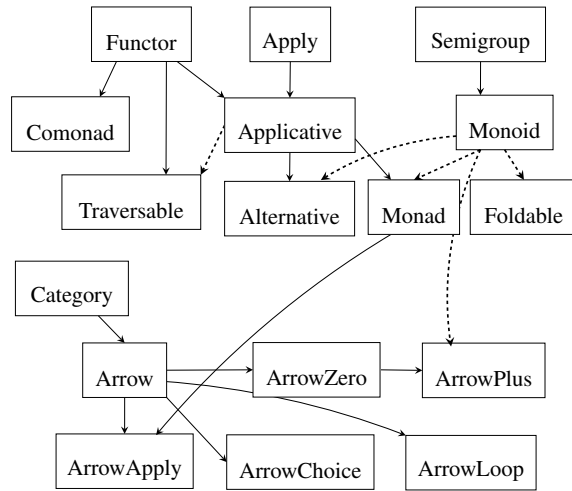 Functor
Apply
Semigroup
Comonad
Applicative
Monoid
Traversable
Alternative
Monad
Foldable
Category
Arrow
ArrowZero
ArrowPlus
ArrowApply
ArrowChoice
ArrowLoop